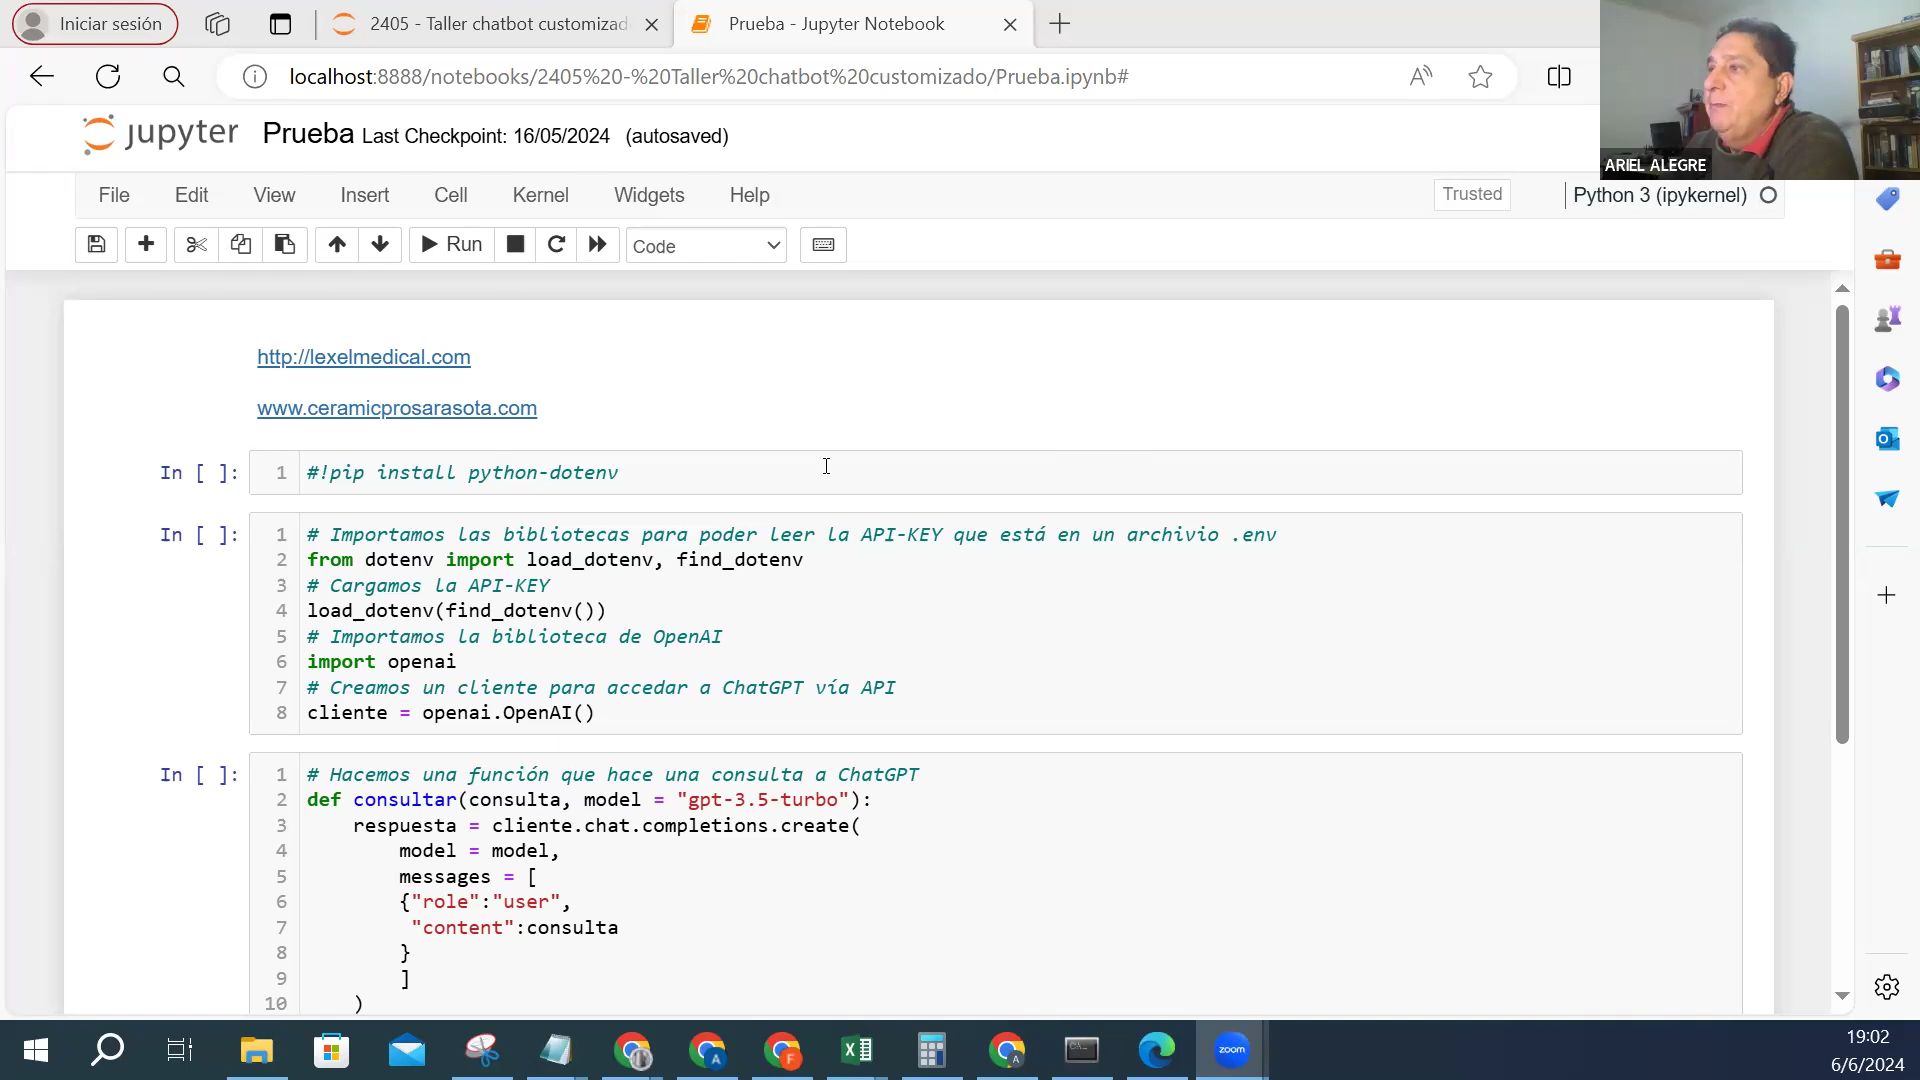 Iniciar sesión
2405 - Taller chatbot customizad
Prueba - Jupyter Notebook
localhost:8888/notebooks/2405%20-%20Taller%20chatbot%20customizado/Prueba.ipynb#
ARIEL ALEGRE
jupyter Prueba Last Checkpoint: 16/05/2024 (autosaved)
File Edit View Insert Cell Kernel Widgets Help Trusted Python 3 (ipykernel)
Run Code
http://lexelmedical.com
www.ceramicprosarasota.com
In [ ]: 1 #!pip install python-dotenv
In [ ]: 1 # Importamos las bibliotecas para poder leer la API-KEY que está en un archivio .env
2 from dotenv import load_dotenv, find_dotenv
3 # Cargamos la API-KEY
4 load_dotenv(find_dotenv())
5 # Importamos la biblioteca de OpenAI
6 import openai
7 # Creamos un cliente para accedar a ChatGPT vía API
8 cliente = openai.OpenAI()
In [ ]: 1 # Hacemos una función que hace una consulta a ChatGPT
2 def consultar(consulta, model = "gpt-3.5-turbo"):
3 respuesta = cliente.chat.completions.create(
4 model = model,
5 messages = [
6 {"role":"user",
7 "content":consulta
8 }
9 ]
10 )
zoom
19:02
6/6/2024